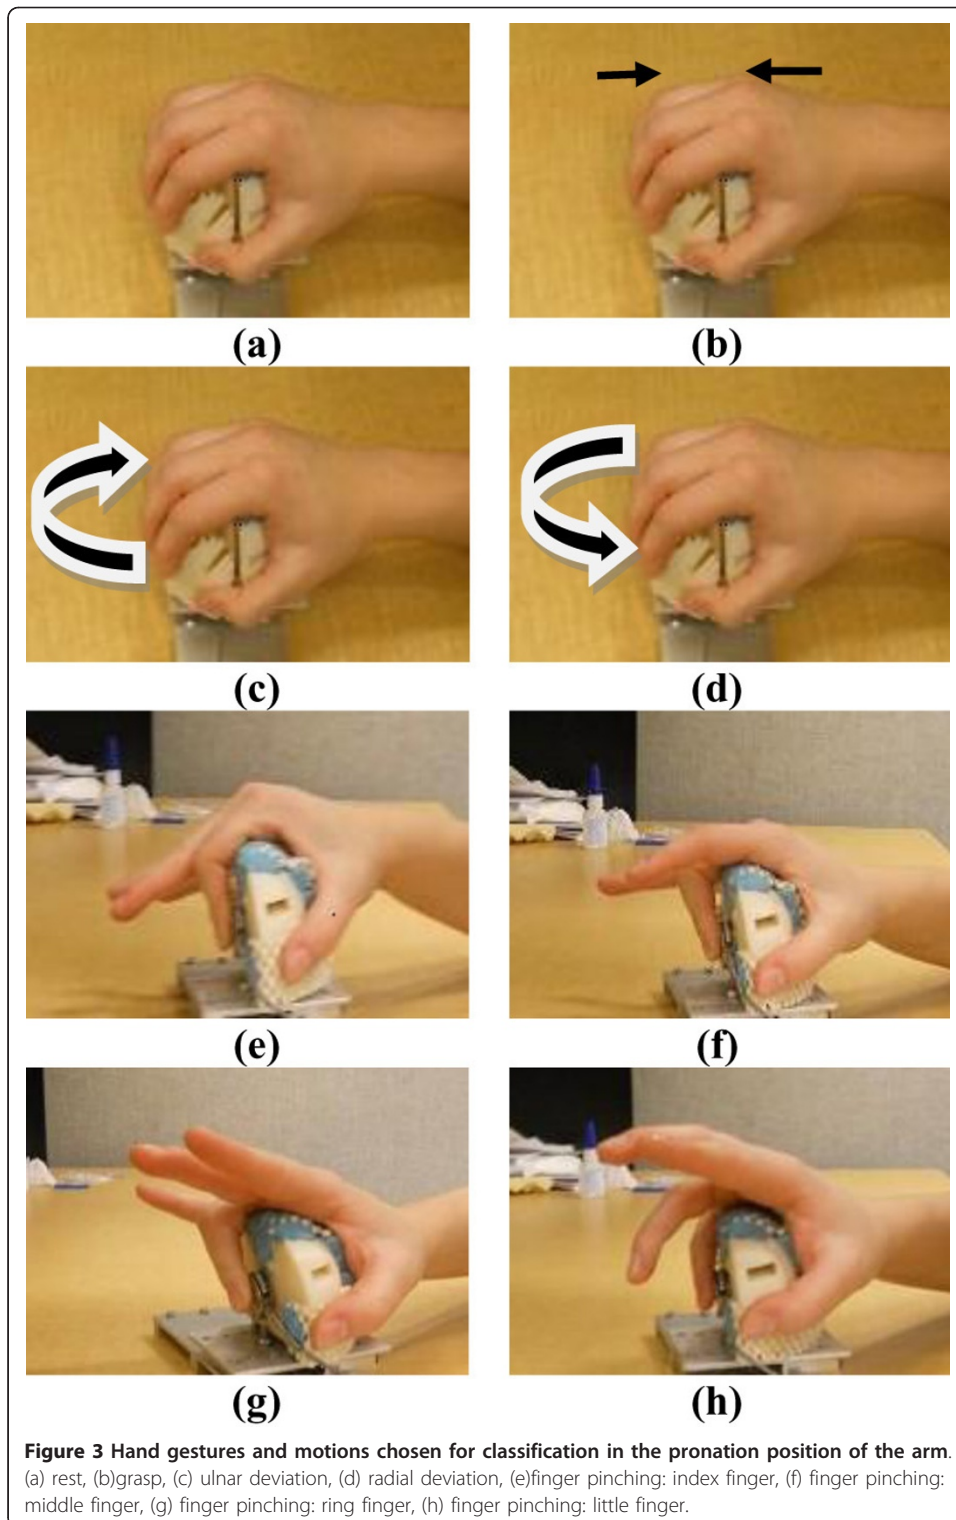 (a)
(b)
(c)
(d)
(e)
(f)
(g)
(h)
Figure 3 Hand gestures and motions chosen for classification in the pronation position of the arm.
(a) rest, (b)grasp, (c) ulnar deviation, (d) radial deviation, (e)finger pinching: index finger, (f) finger pinching:
middle finger, (g) finger pinching: ring finger, (h) finger pinching: little finger.